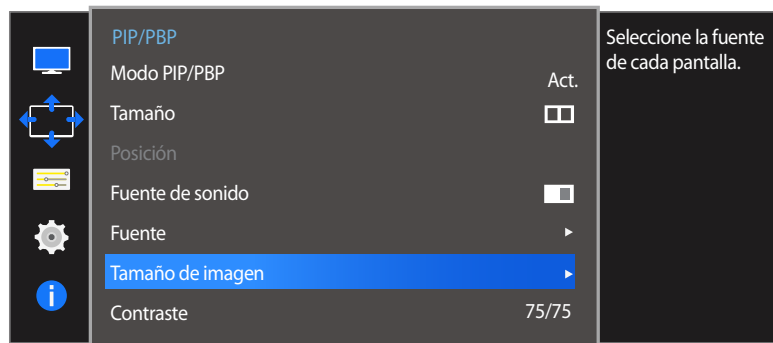 PIP/PBP
Modo PIP/PBP Act.
Tamaño
Posición
Fuente de sonido
Fuente
Tamaño de imagen
Contraste 75/75
Seleccione la fuente
de cada pantalla.